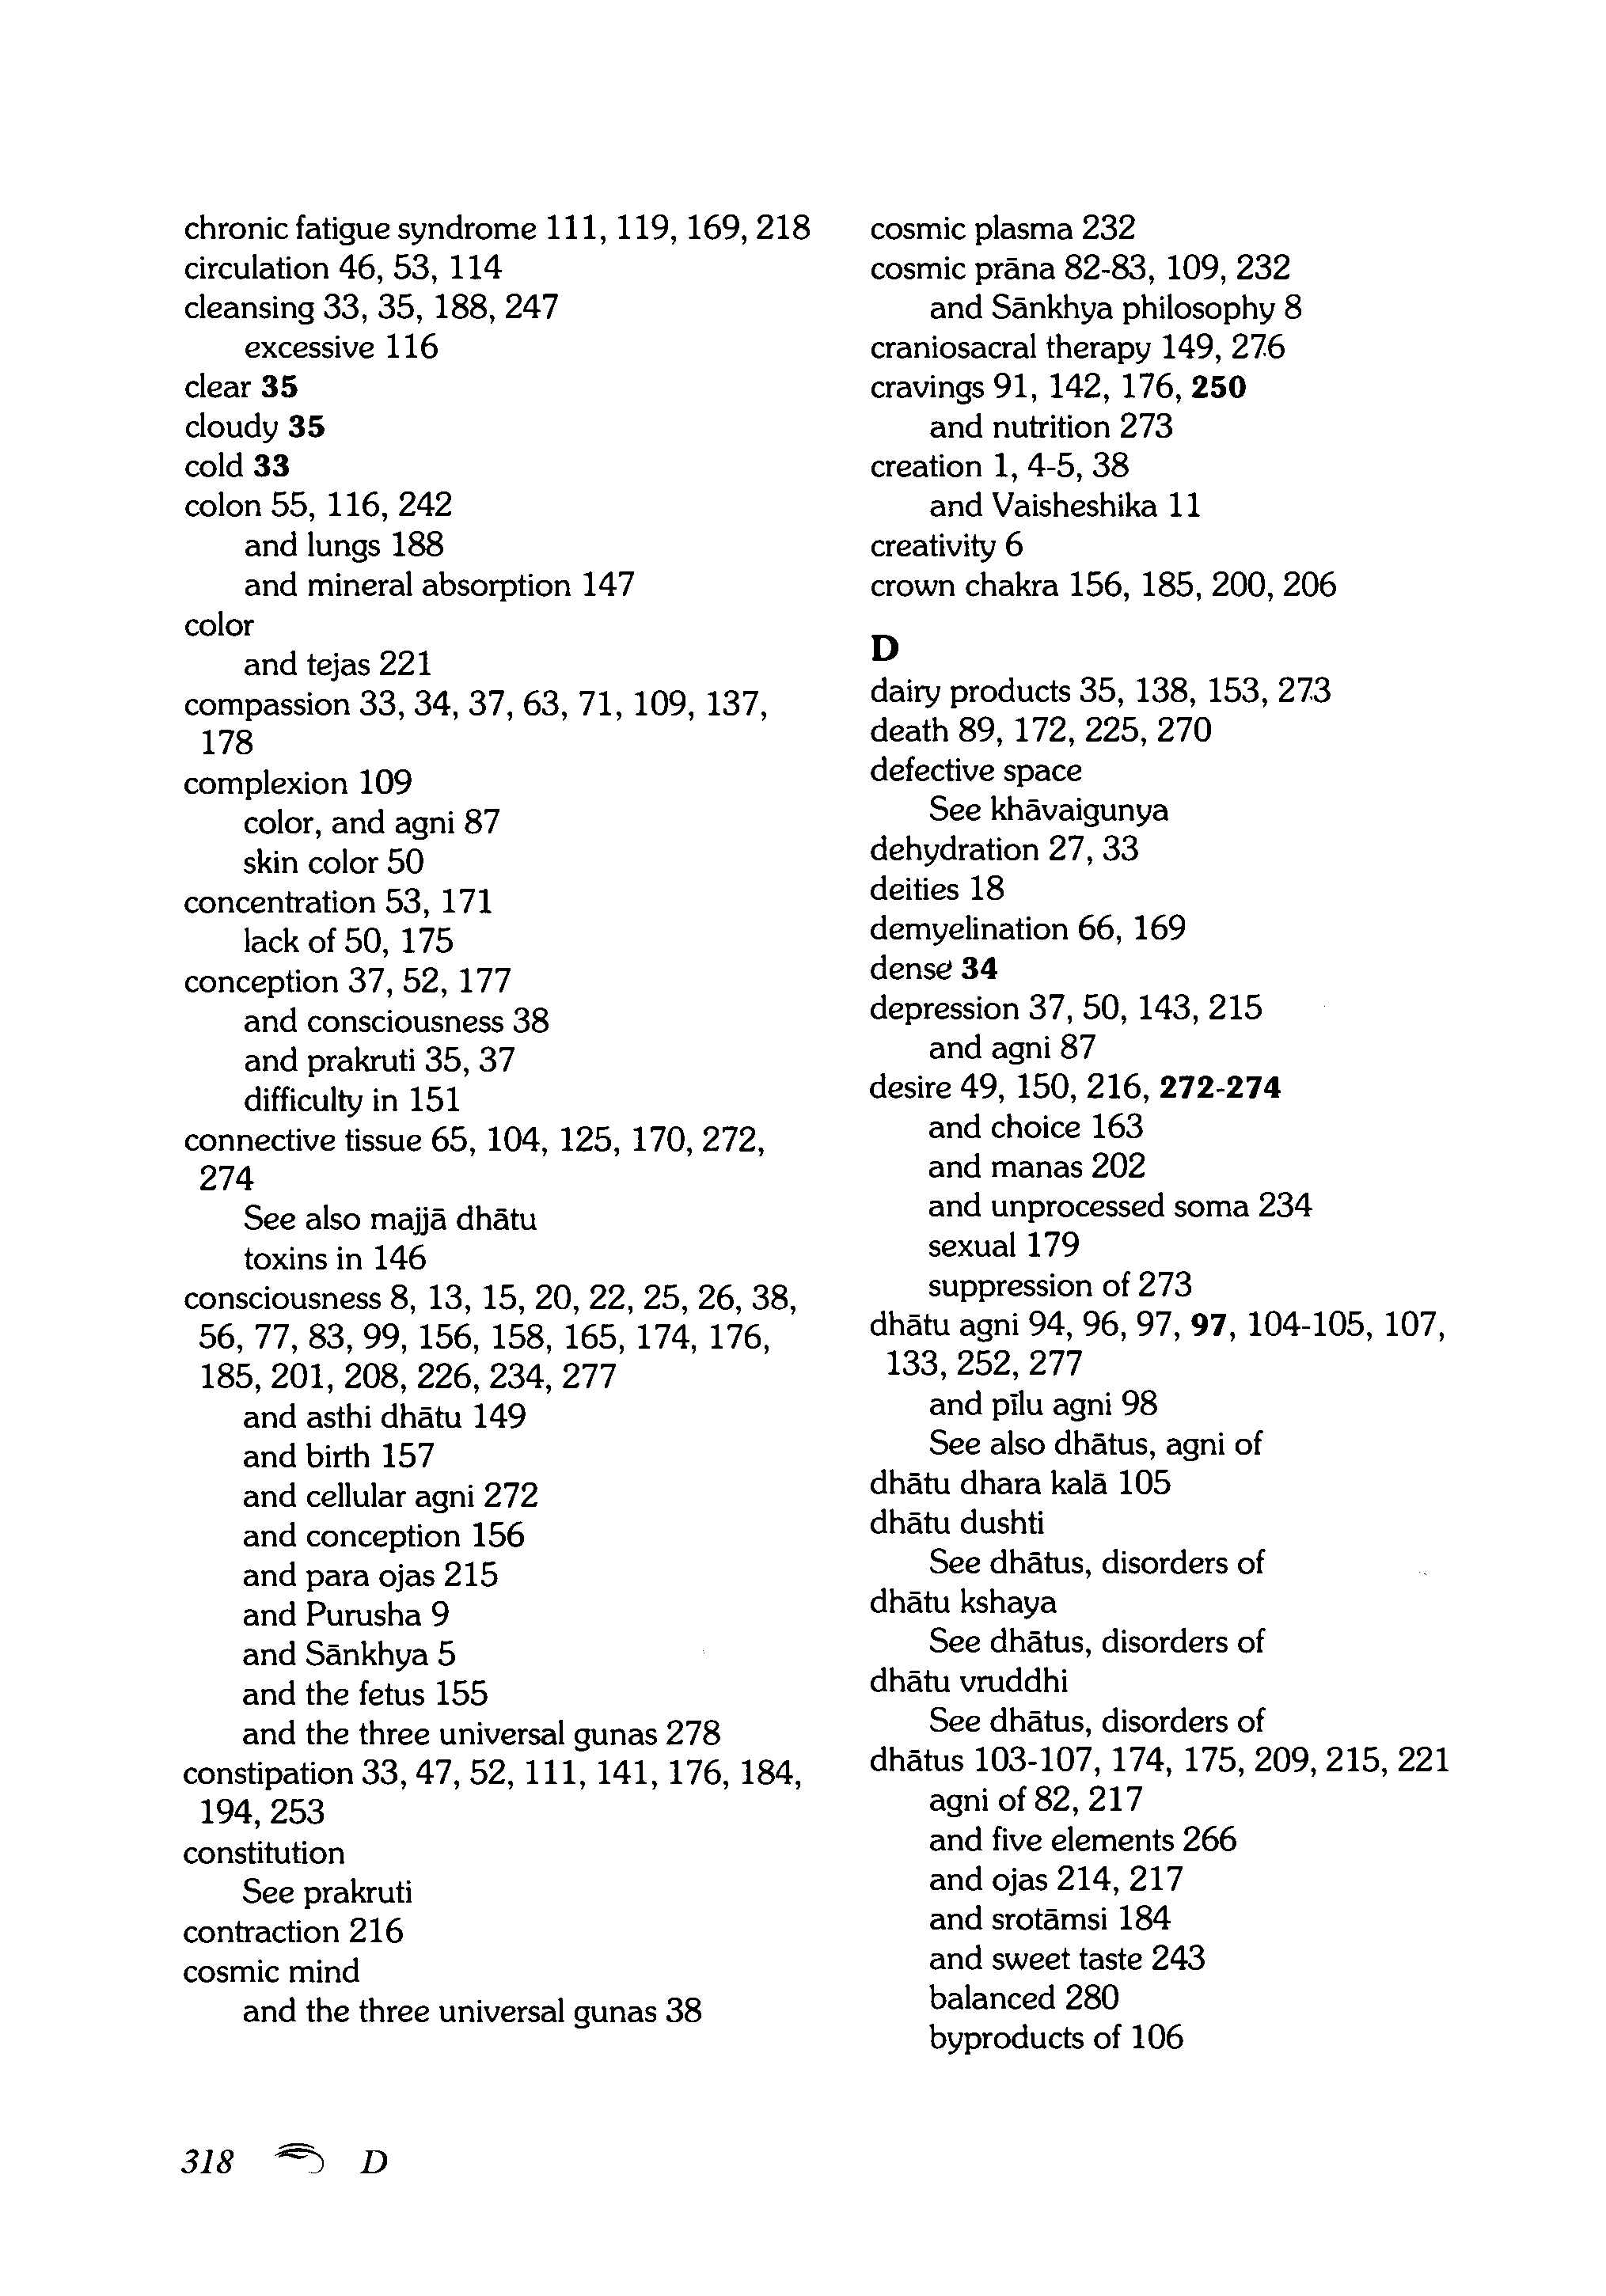 chronic fatigue syndrome 111, 119, 169, 218
circulation 46, 53, 114
cleansing 33, 35, 188, 247
excessive 116
clear 35
cloudy 35
cold 33
colon 55, 116, 242
and lungs 188
and mineral absorption 147
color
and tejas 221
compassion 33, 34, 37, 63, 71, 109, 137,
178
complexion 109
color, and agni 87
skin color 50
concentration 53, 171
lack of 50, 175
conception 37, 52, 177
and consciousness 38
and prakruti 35, 37
difficulty in 151
connective tissue 65, 104, 125, 170, 272,
274
See also majjā dhātu
toxins in 146
consciousness 8, 13, 15, 20, 22, 25, 26, 38,
56, 77, 83, 99, 156, 158, 165, 174, 176,
185, 201, 208, 226, 234, 277
and asthi dhātu 149
and birth 157
and cellular agni 272
and conception 156
and para ojas 215
and Purusha 9
and Sānkhya 5
and the fetus 155
and the three universal gunas 278
constipation 33, 47, 52, 111, 141, 176, 184,
194, 253
constitution
See prakruti
contraction 216
cosmic mind
and the three universal gunas 38
cosmic plasma 232
cosmic prāna 82-83, 109, 232
and Sānkhya philosophy 8
craniosacral therapy 149, 276
cravings 91, 142, 176, 250
and nutrition 273
creation 1, 4-5, 38
and Vaisheshika 11
creativity 6
crown chakra 156, 185, 200, 206
D
dairy products 35, 138, 153, 273
death 89, 172, 225, 270
defective space
See khāvaigunya
dehydration 27, 33
deities 18
demyelination 66, 169
dense 34
depression 37, 50, 143, 215
and agni 87
desire 49, 150, 216, 272-274
and choice 163
and manas 202
and unprocessed soma 234
sexual 179
suppression of 273
dhātu agni 94, 96, 97, 97, 104-105, 107,
133, 252, 277
and pīlu agni 98
See also dhātus, agni of
dhātu dhara kalā 105
dhātu dushti
See dhātus, disorders of
dhātu kshaya
See dhātus, disorders of
dhātu vruddhi
See dhātus, disorders of
dhātus 103-107, 174, 175, 209, 215, 221
agni of 82, 217
and five elements 266
and ojas 214, 217
and srotāmsi 184
and sweet taste 243
balanced 280
byproducts of 106
318 D